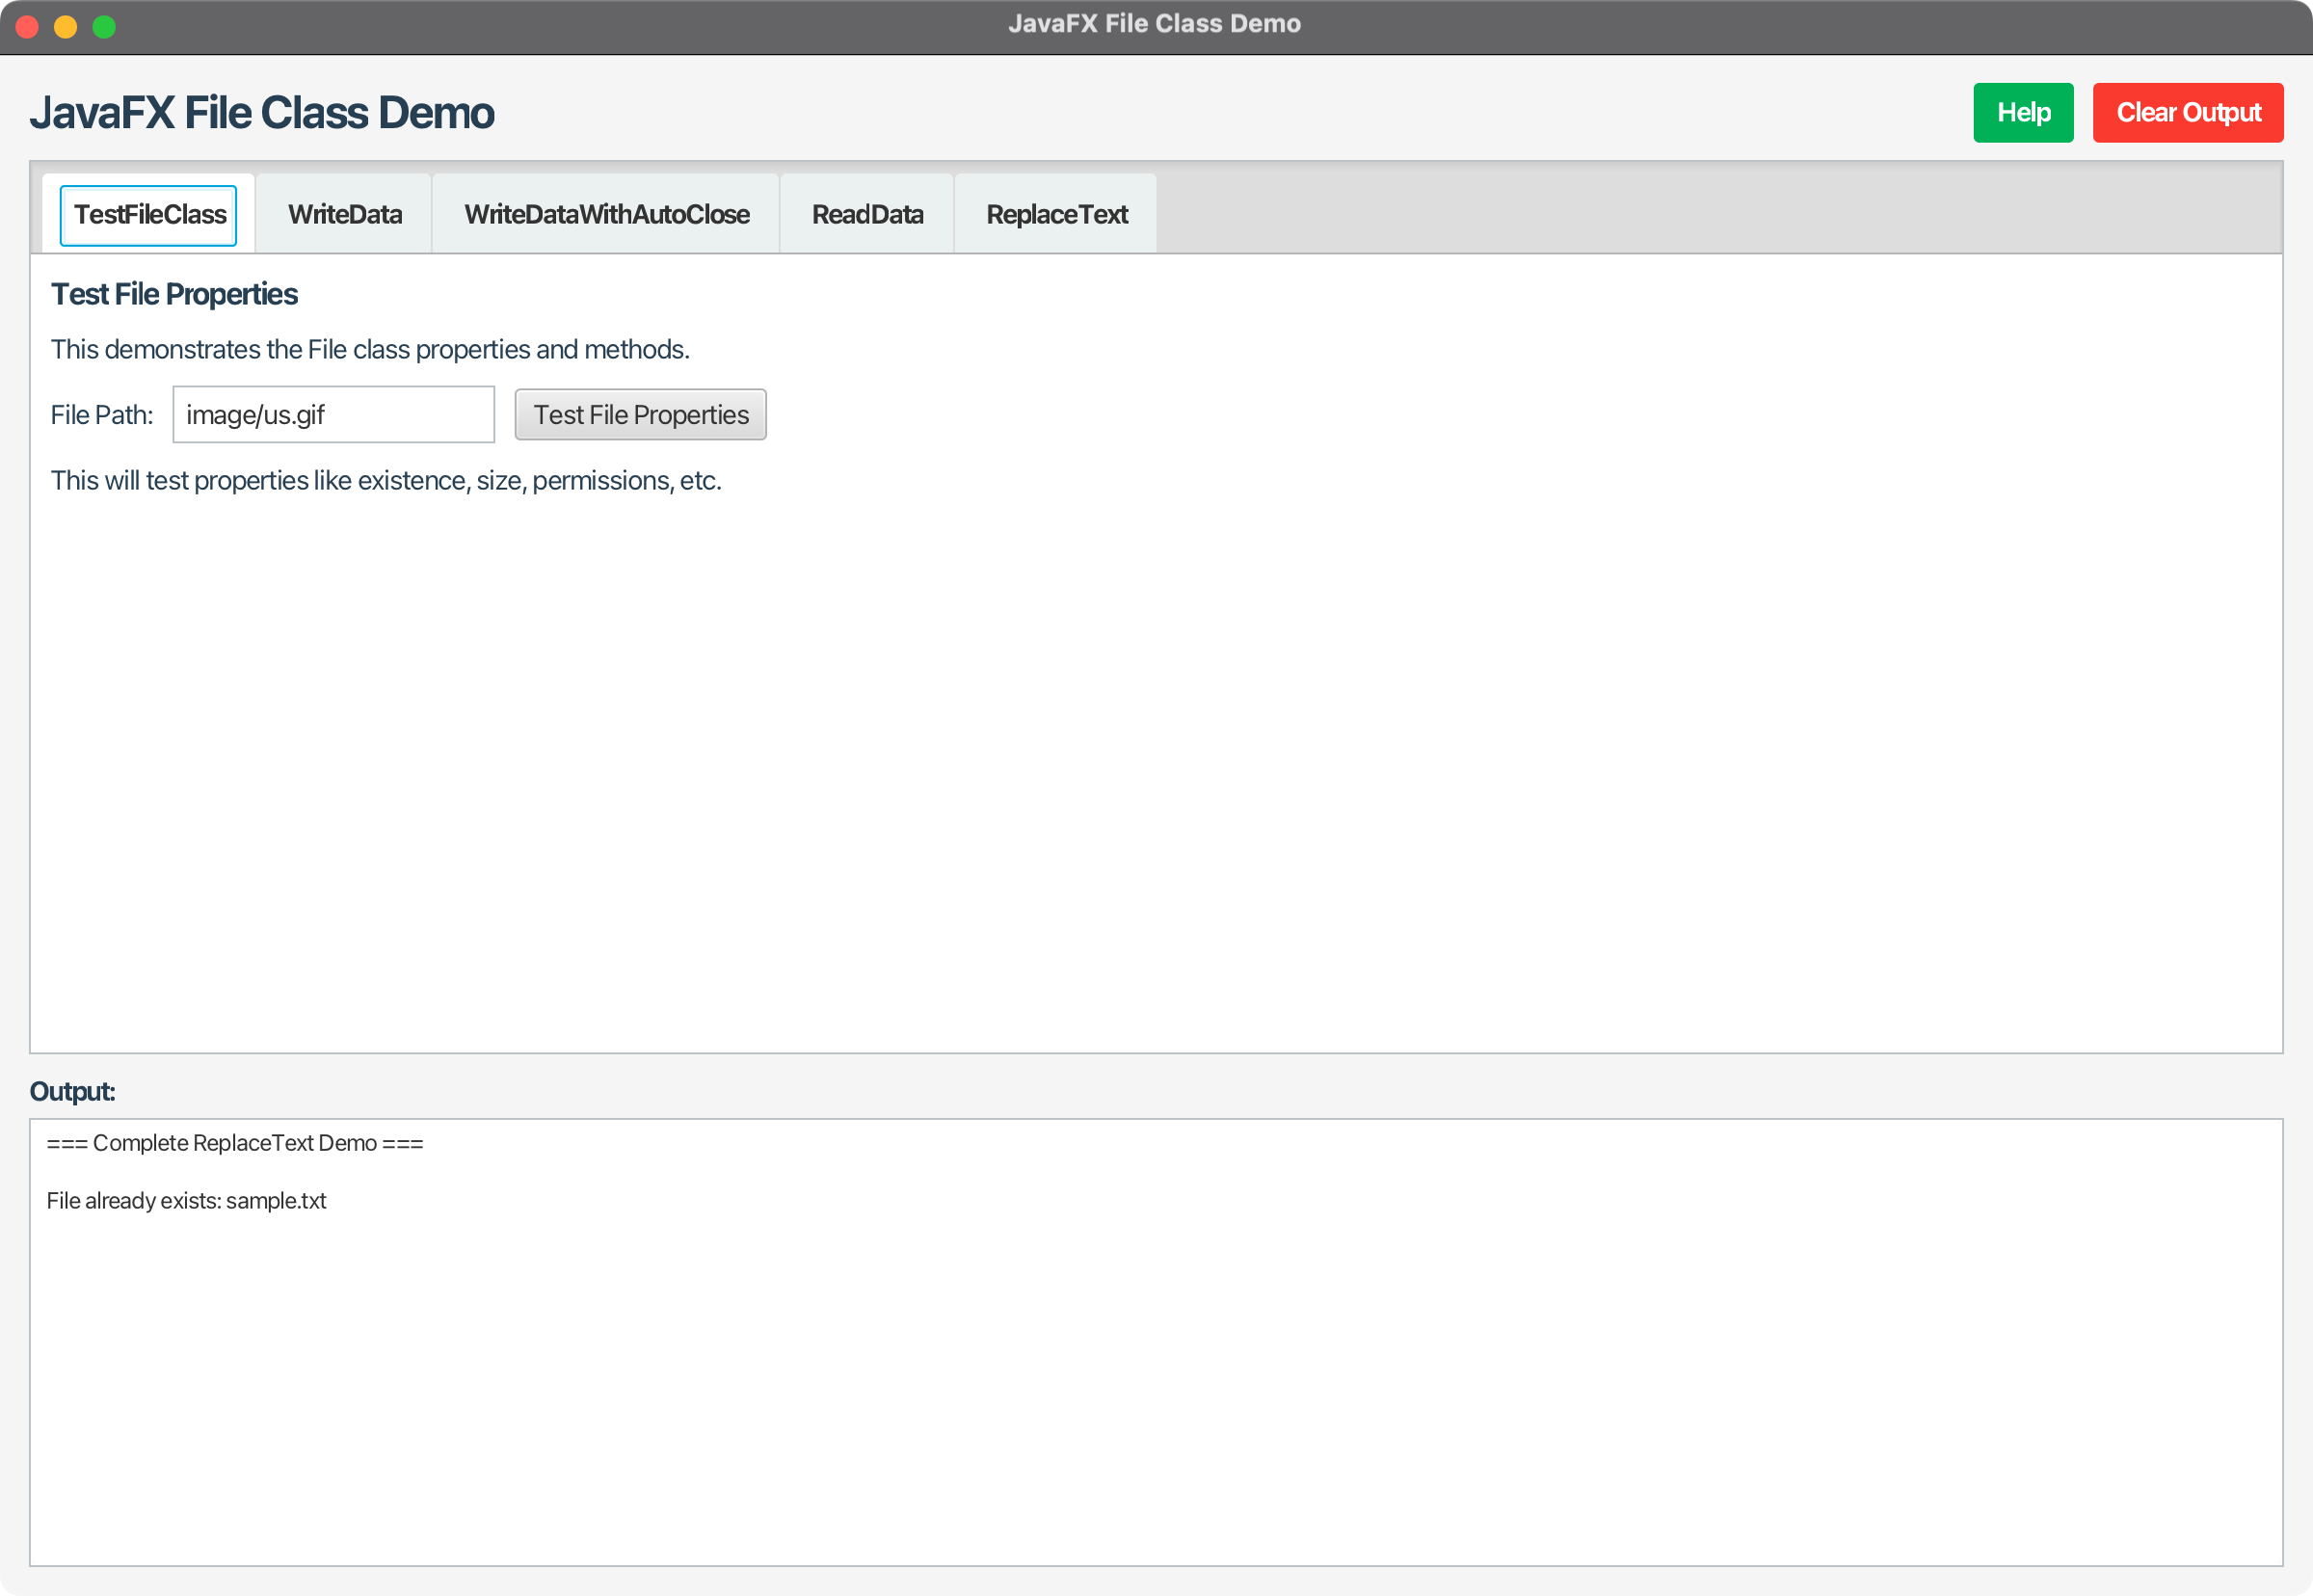 JavaFX File Class Demo
JavaFX File Class Demo
Help
Clear Output
TestFileClass
WriteData
WriteDataWithAutoClose
ReadData
ReplaceText
Test File Properties
This demonstrates the File class properties and methods.
File Path:
image/us.gif
Test File Properties
This will test properties like existence, size, permissions, etc.
Output:
=== Complete ReplaceText Demo ===
File already exists: sample.txt